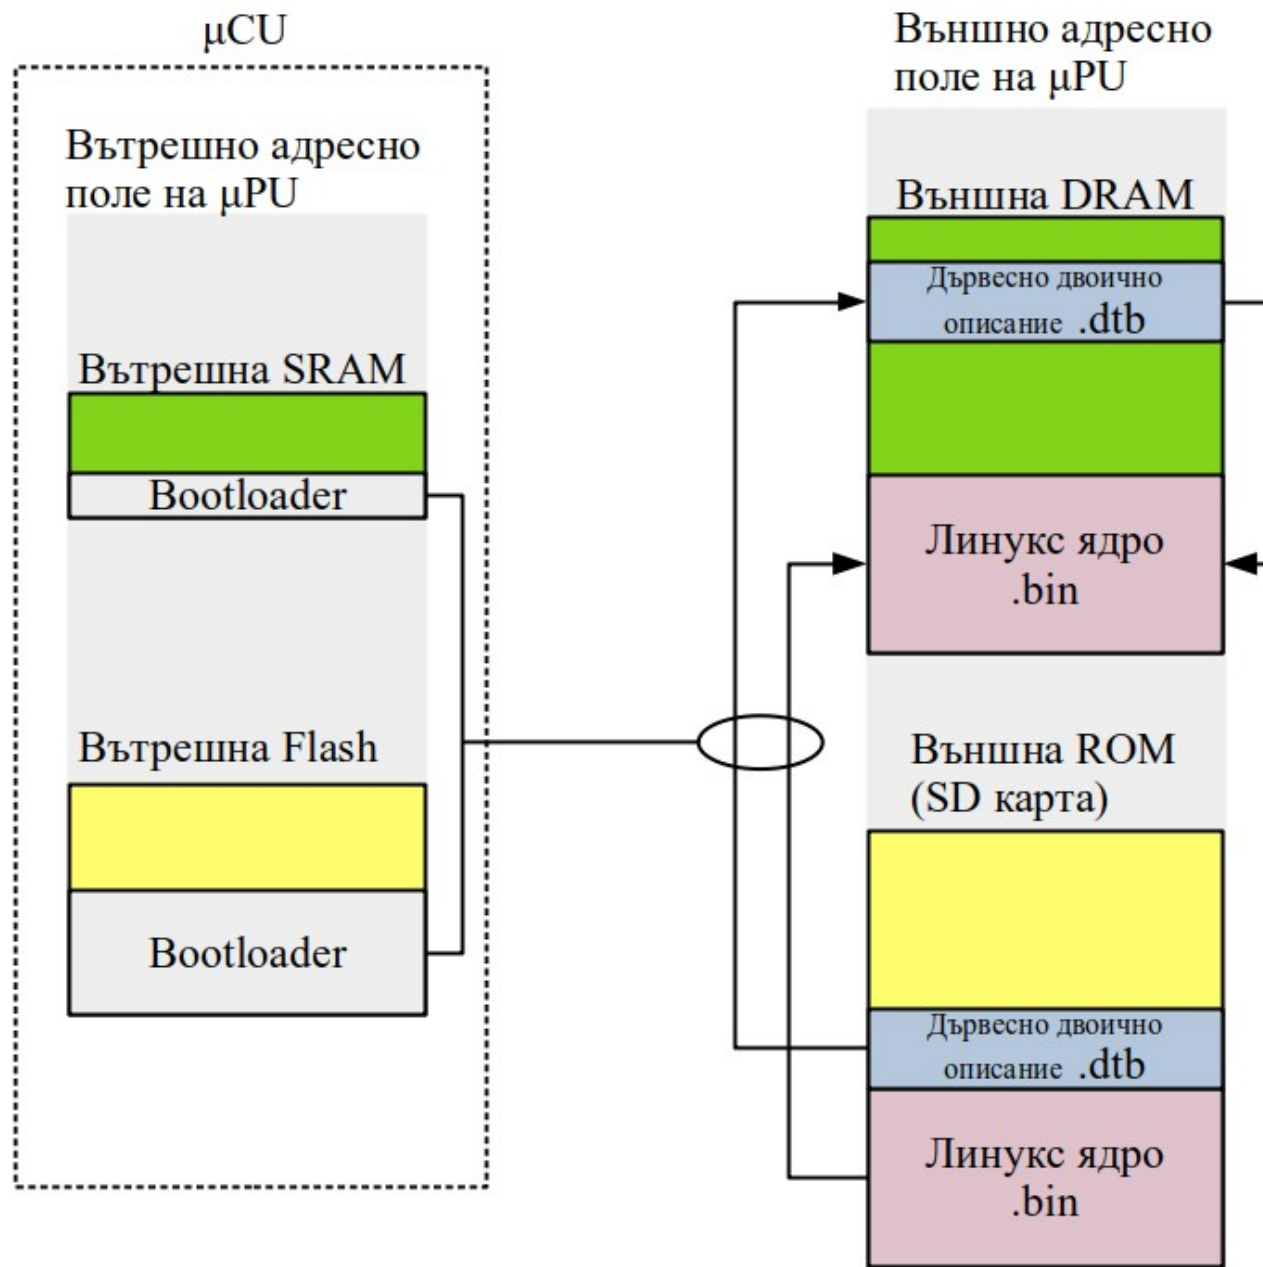 μCU
Вътрешно адресно
поле на μPU
Вътрешна SRAM
Bootloader
Вътрешна Flash
Bootloader
Външно адресно
поле на μPU
Външна DRAM
Дървесно двоично
описание .dtb
Линукс ядро
.bin
Външна ROM
(SD карта)
Дървесно двоично
описание .dtb
Линукс ядро
.bin